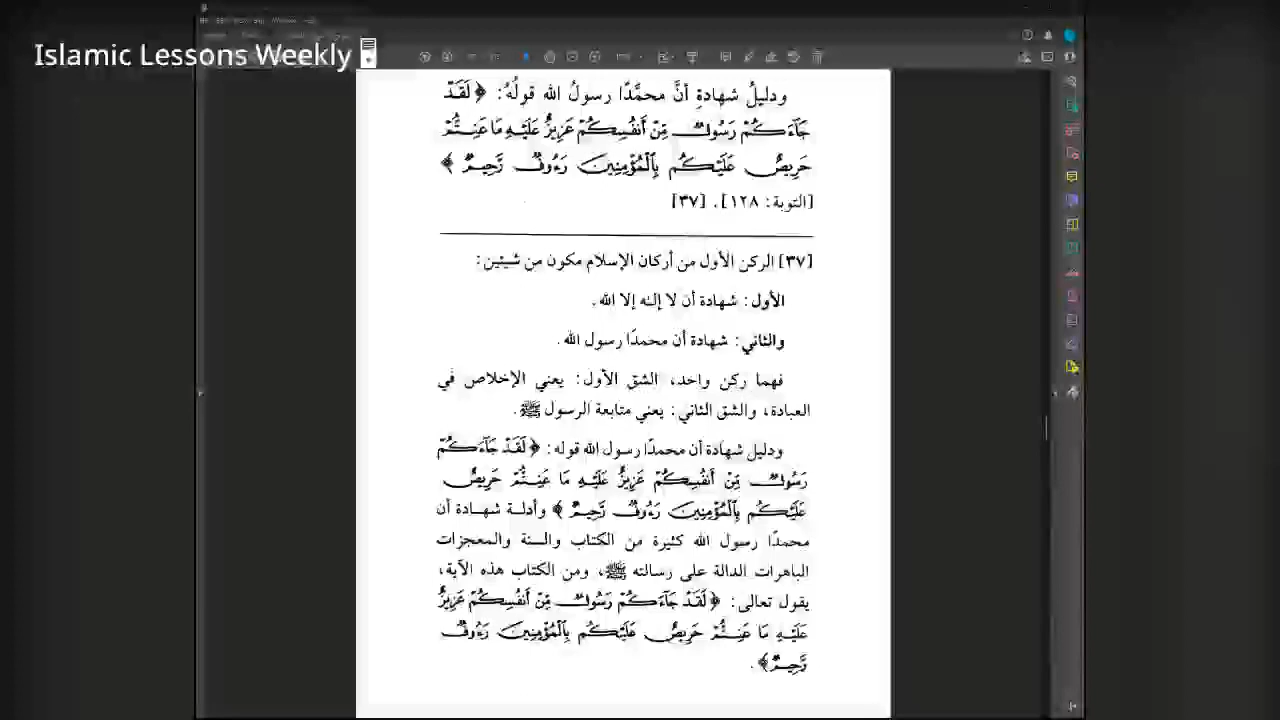 Islamic Lessons Weekly
ودليلُ شهادةِ أنَّ محمَّدًا رسولُ الله قولُهُ: ﴿لَقَدْ
جَآءَكُمْ رَسُولٌ مِّنْ أَنفُسِكُمْ عَزِيزٌ عَلَيْهِ مَا عَنِتُّمْ
حَرِيصٌ عَلَيْكُم بِٱلْمُؤْمِنِينَ رَءُوفٌ رَّحِيمٌ﴾
[التوبة: ١٢٨]. [٣٧]
[٣٧] الركن الأول من أركان الإسلام مكون من شيئين:
الأول: شهادة أن لا إلٰه إلا الله.
والثاني: شهادة أن محمدًا رسول الله.
فهما ركن واحد، الشق الأول: يعني الإخلاص في
العبادة، والشق الثاني: يعني متابعة الرسول ﷺ.
ودليل شهادة أن محمدًا رسول الله قوله: ﴿لَقَدْ جَآءَكُمْ
رَسُولٌ مِّنْ أَنفُسِكُمْ عَزِيزٌ عَلَيْهِ مَا عَنِتُّمْ حَرِيصٌ
عَلَيْكُم بِٱلْمُؤْمِنِينَ رَءُوفٌ رَّحِيمٌ﴾ وأدلة شهادة أن
محمدًا رسول الله كثيرة من الكتاب والسنة والمعجزات
الباهرات الدالة على رسالته ﷺ، ومن الكتاب هذه الآية،
يقول تعالى: ﴿لَقَدْ جَآءَكُمْ رَسُولٌ مِّنْ أَنفُسِكُمْ عَزِيزٌ
عَلَيْهِ مَا عَنِتُّمْ حَرِيصٌ عَلَيْكُم بِٱلْمُؤْمِنِينَ رَءُوفٌ
رَّحِيمٌ﴾.